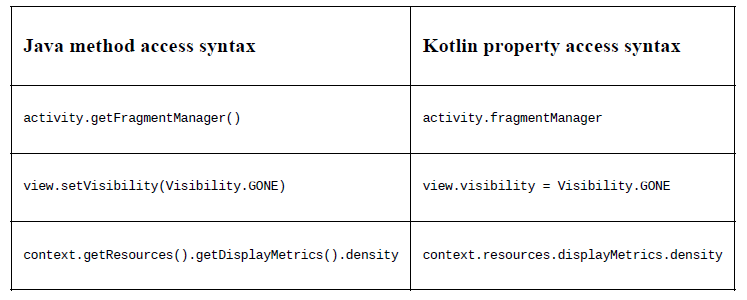 Java method access syntax
Kotlin property access syntax
activity.getFragmentManager()
activity.fragmentManager
view.setVisibility(Visibility.GONE)
view.visibility = Visibility.GONE
context.getResources().getDisplayMetrics().density
context.resources.displayMetrics.density